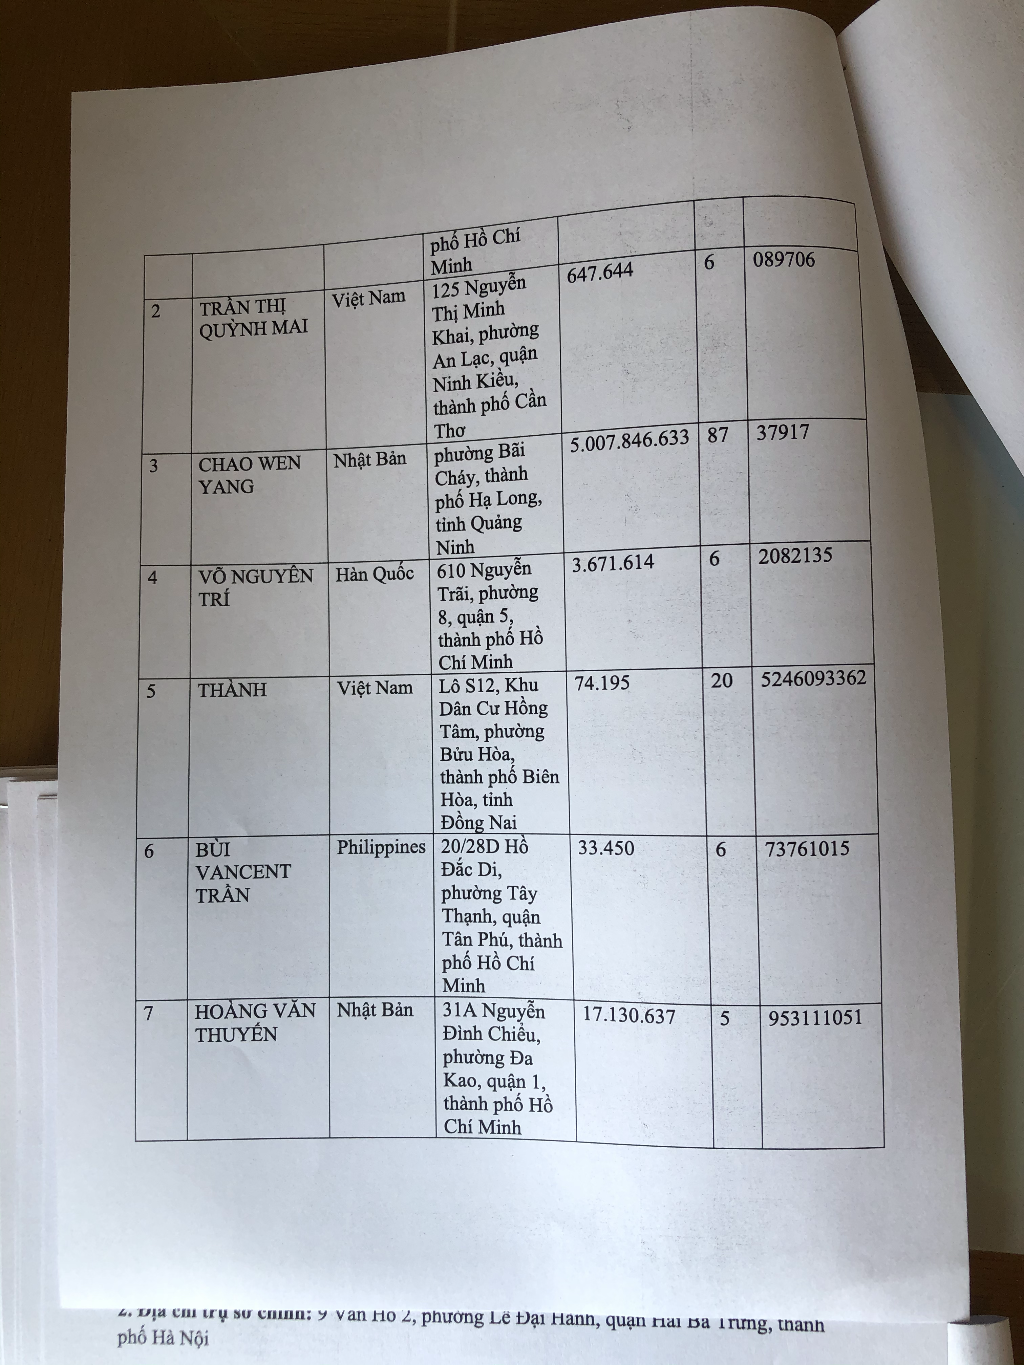 phố Hồ Chí
Minh
2
TRẦN THỊ
QUỲNH MAI
Việt Nam
125 Nguyễn
Thị Minh
Khai, phường
An Lạc, quận
Ninh Kiều,
thành phố Cần
Thơ
647.644
6
089706
3
CHAO WEN
YANG
Nhật Bản
phường Bãi
Cháy, thành
phố Hạ Long,
tỉnh Quảng
Ninh
5.007.846.633
87
37917
4
VÕ NGUYÊN
TRÍ
Hàn Quốc
610 Nguyễn
Trãi, phường
8, quận 5,
thành phố Hồ
Chí Minh
3.671.614
6
2082135
5
THÀNH
Việt Nam
Lô S12, Khu
Dân Cư Hồng
Tâm, phường
Bửu Hòa,
thành phố Biên
Hòa, tỉnh
Đồng Nai
74.195
20
5246093362
6
BÙI
VANCENT
TRẦN
Philippines
20/28D Hồ
Đắc Di,
phường Tây
Thạnh, quận
Tân Phú, thành
phố Hồ Chí
Minh
33.450
6
73761015
7
HOÀNG VĂN
THUYẾN
Nhật Bản
31A Nguyễn
Đình Chiểu,
phường Đa
Kao, quận 1,
thành phố Hồ
Chí Minh
17.130.637
5
953111051
2. Địa chỉ trụ sở chính: 9 Vân Hồ 2, phường Lê Đại Hành, quận Hai Bà Trưng, thành
phố Hà Nội